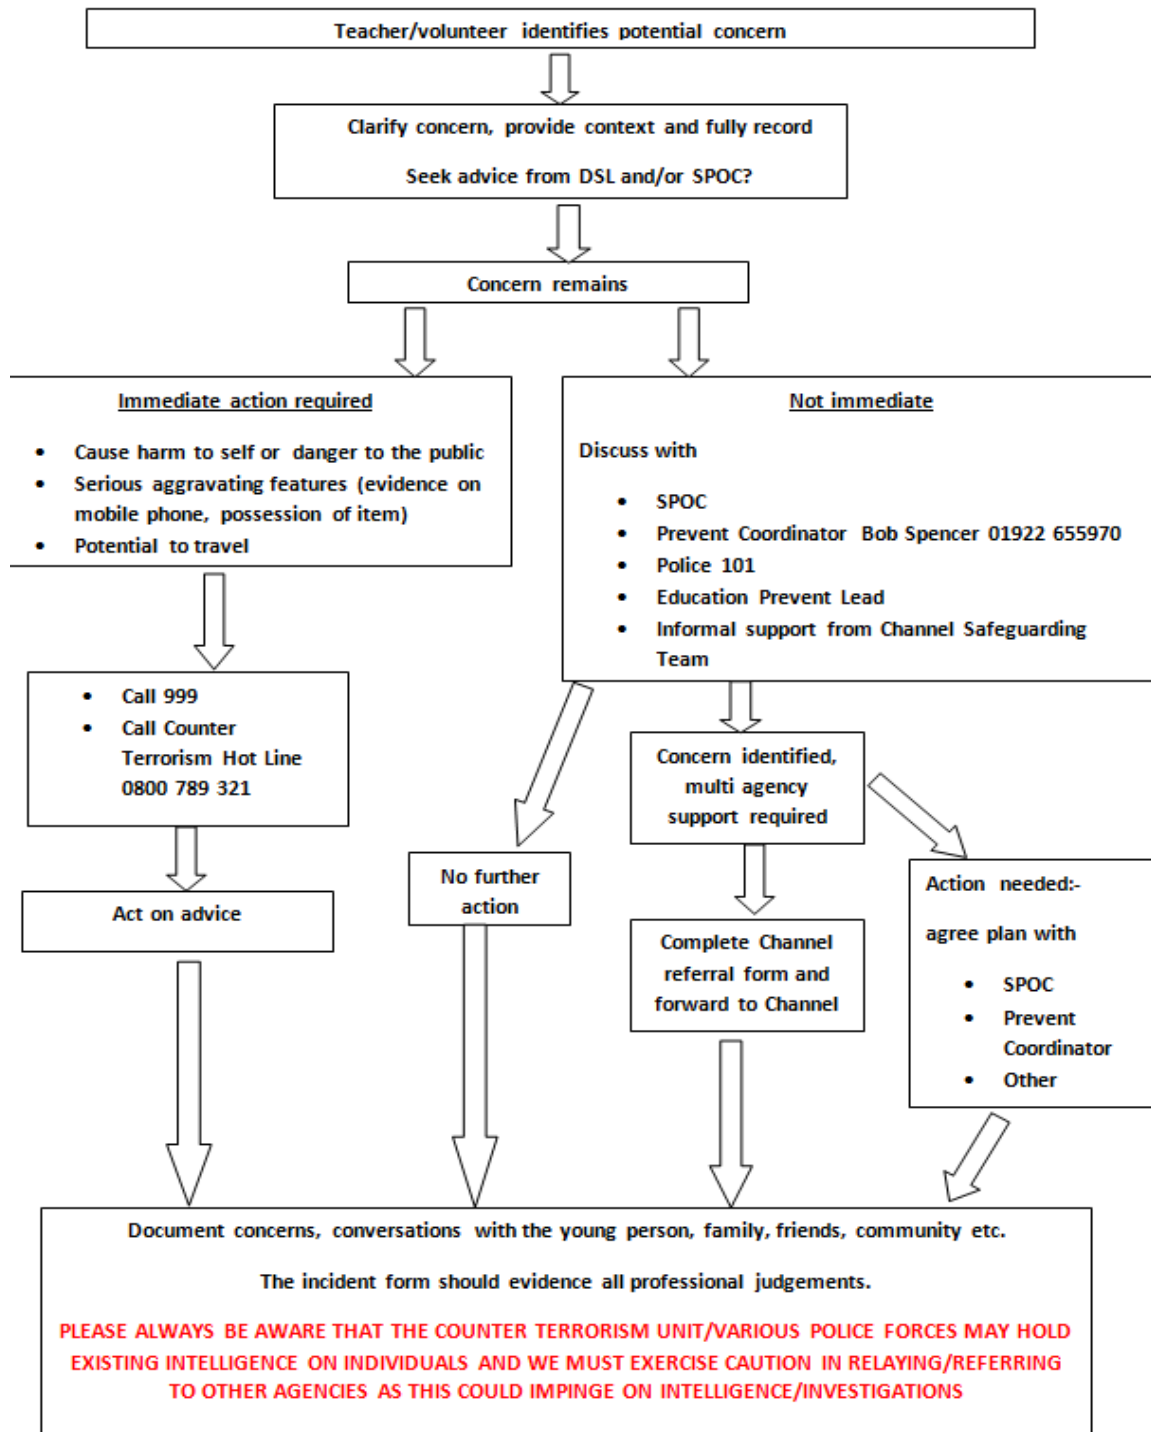 Teacher/volunteer identifies potential concern
Clarify concern, provide context and fully record
Seek advice from DSL and/or SPOC?
Concern remains
Immediate action required
• Cause harm to self or danger to the public
• Serious aggravating features (evidence on
mobile phone, possession of item)
• Potential to travel
Not immediate
Discuss with
• SPOC
• Prevent Coordinator Bob Spencer 01922 655970
• Police 101
• Education Prevent Lead
• Informal support from Channel Safeguarding
Team
• Call 999
• Call Counter
Terrorism Hot Line
0800 789 321
Concern identified,
multi agency
support required
Act on advice
No further
action
Complete Channel
referral form and
forward to Channel
Action needed:-
agree plan with
• SPOC
• Prevent
Coordinator
• Other
Document concerns, conversations with the young person, family, friends, community etc.
The incident form should evidence all professional judgements.
PLEASE ALWAYS BE AWARE THAT THE COUNTER TERRORISM UNIT/VARIOUS POLICE FORCES MAY HOLD
EXISTING INTELLIGENCE ON INDIVIDUALS AND WE MUST EXERCISE CAUTION IN RELAYING/REFERRING
TO OTHER AGENCIES AS THIS COULD IMPINGE ON INTELLIGENCE/INVESTIGATIONS